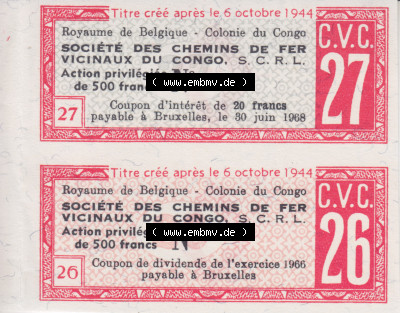 Titre créé après le 6 octobre 1944
Royaume de Belgique - Colonie du Congo
SOCIÉTÉ DES CHEMINS DE FER
VICINAUX DU CONGO. S. C. R. L.
Action privilégiée No
de 500 francs
( www.embmv.de )
27
Coupon d'intérêt de 20 francs
payable à Bruxelles, le 30 juin 1968
C.V.C.
27
Titre créé après le 6 octobre 1944
Royaume de Belgique - Colonie du Congo
SOCIÉTÉ DES CHEMINS DE FER
VICINAUX DU CONGO. S. C. R. L.
Action privilégiée
de 500 francs N
( www.embmv.de )
26
Coupon de dividende de l'exercice 1966
payable à Bruxelles
C.V.C.
26